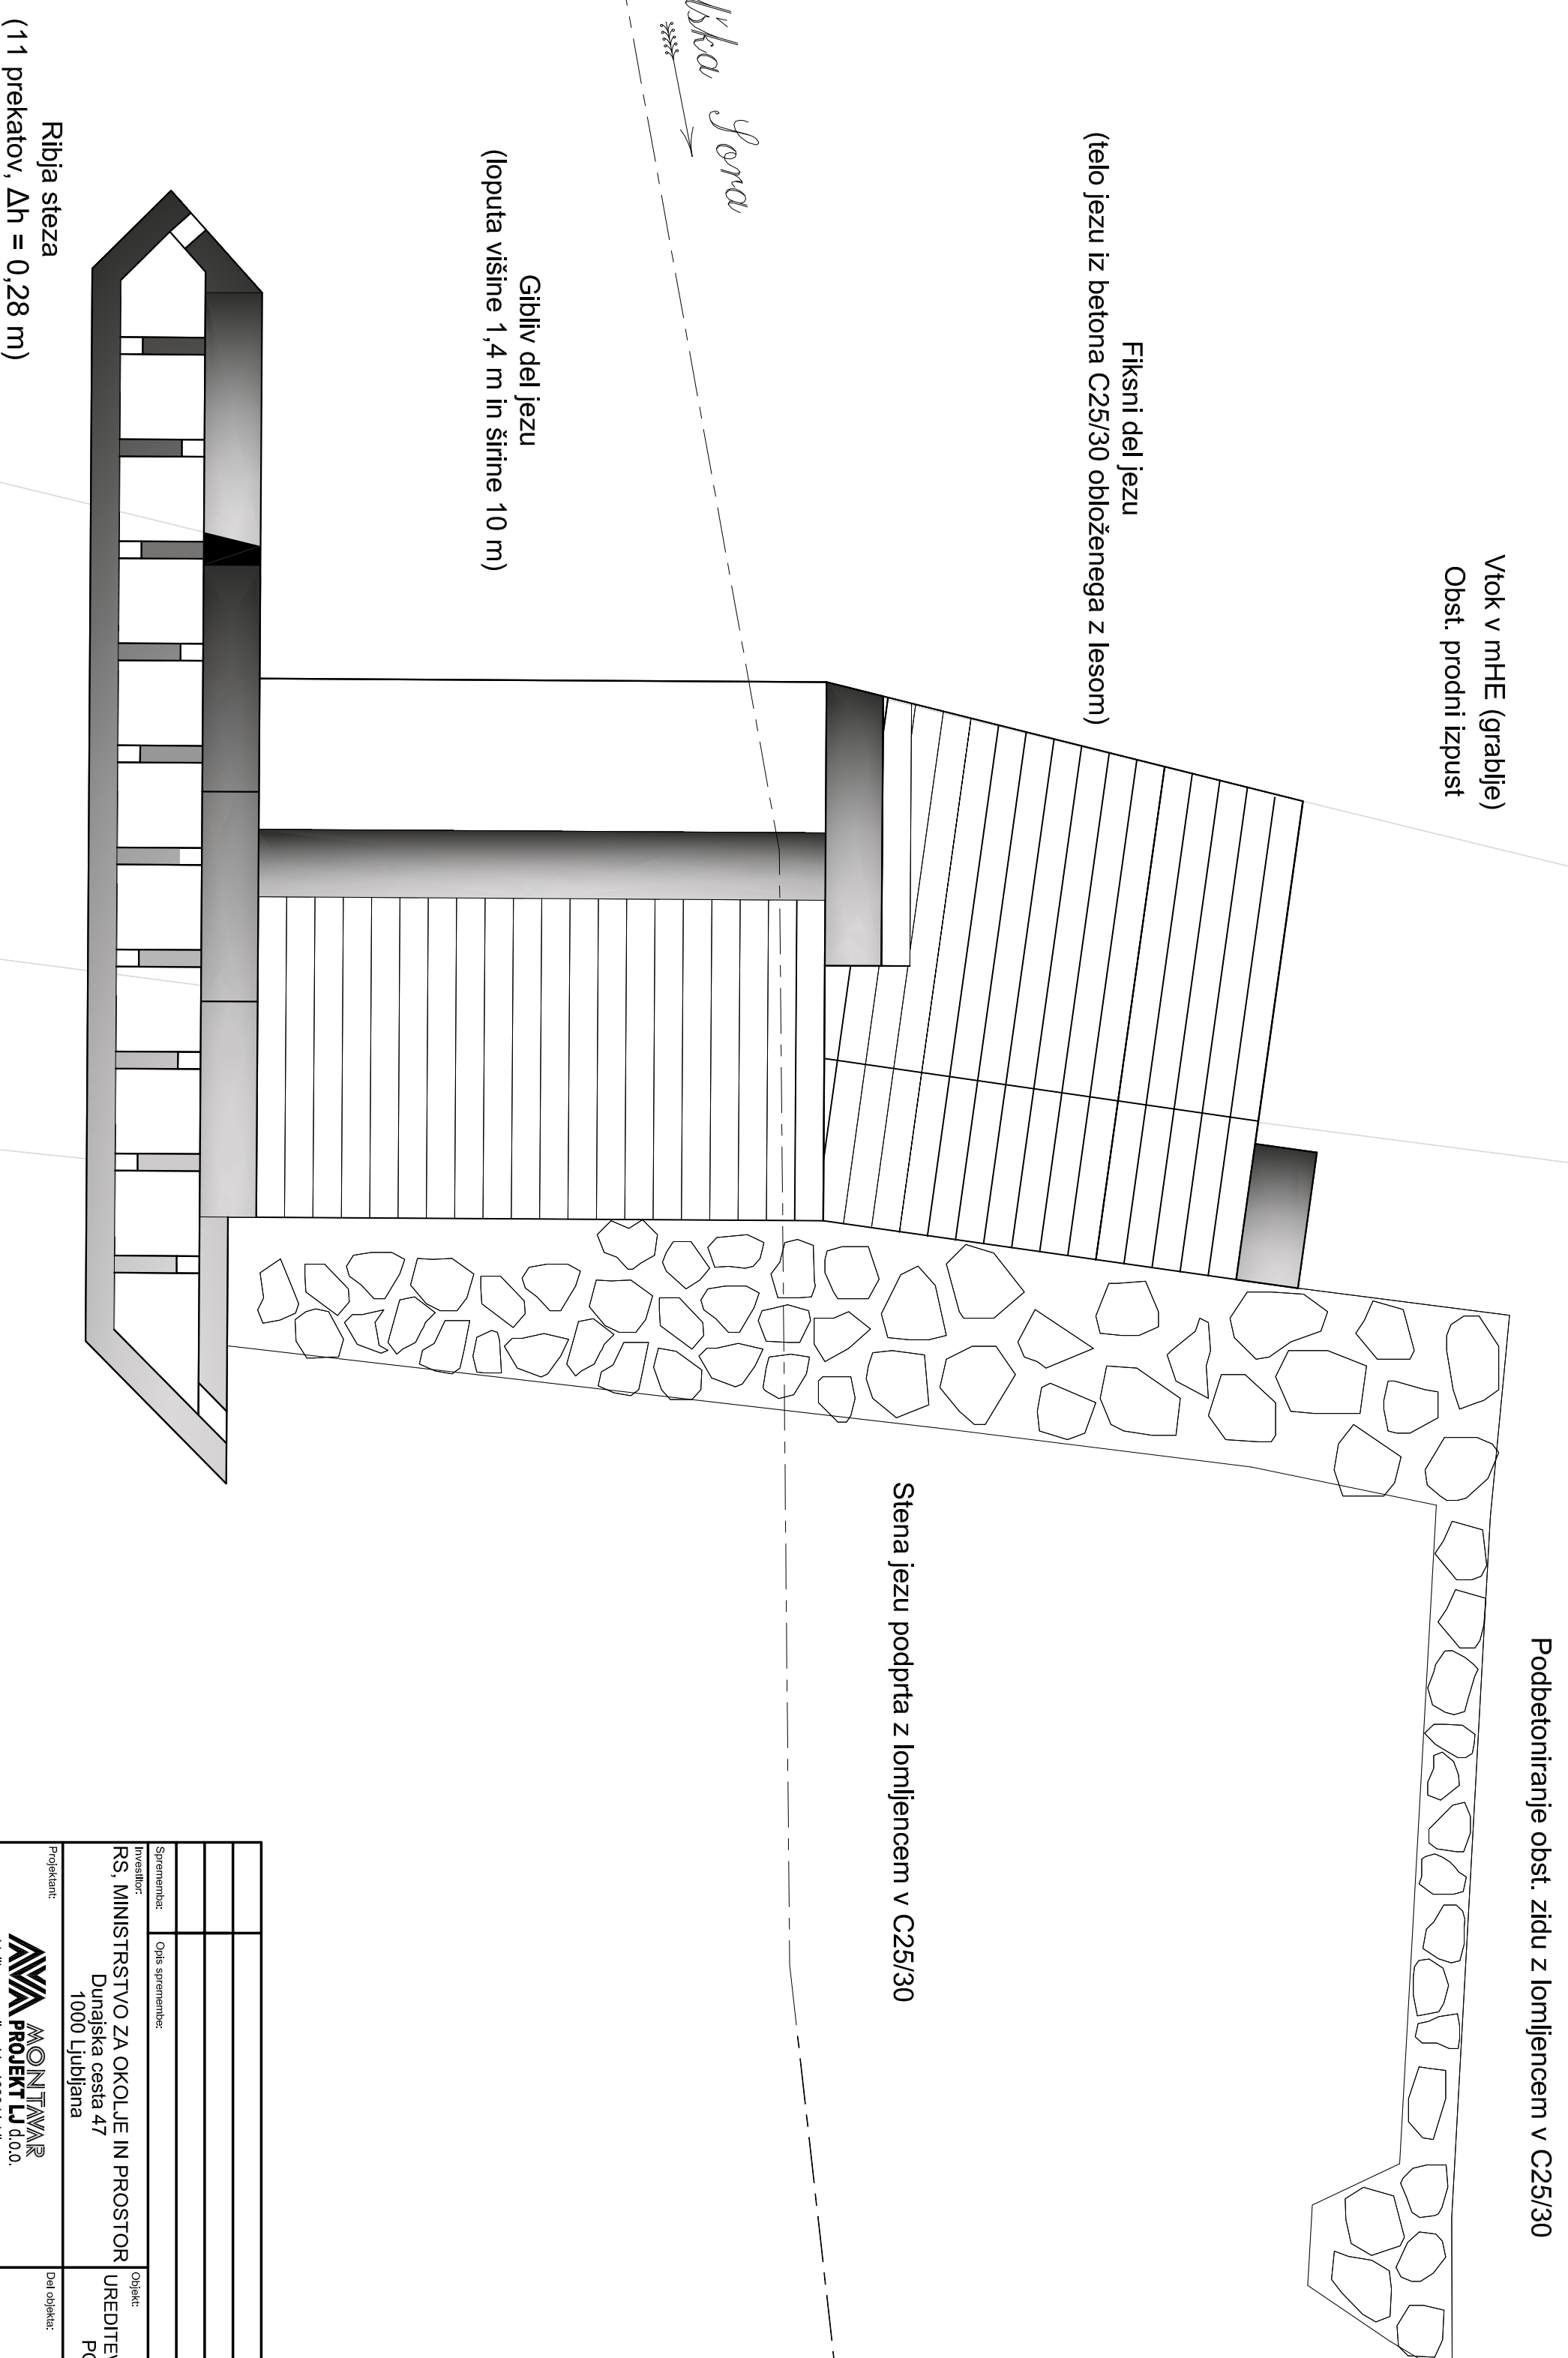 Podbetoniranje obst. zidu z lomljencem v C25/30
Vtok v mHE (grablje)
Obst. prodni izpust
Fiksni del jezu
(telo jezu iz betona C25/30 obloženega z lesom)
Stena jezu podprta z lomljencem v C25/30
Sora
Gibliv del jezu
(loputa višine 1,4 m in širine 10 m)
Ribja steza
(11 prekatov, Δh = 0,28 m)
Sprememba:
Opis spremembe:
Investitor:
RS, MINISTRSTVO ZA OKOLJE IN PROSTOR
Dunajska cesta 47
1000 Ljubljana
Objekt:
Projektant:
MONTAVAR
PROJEKT LJ d.o.o.
Del objekta: